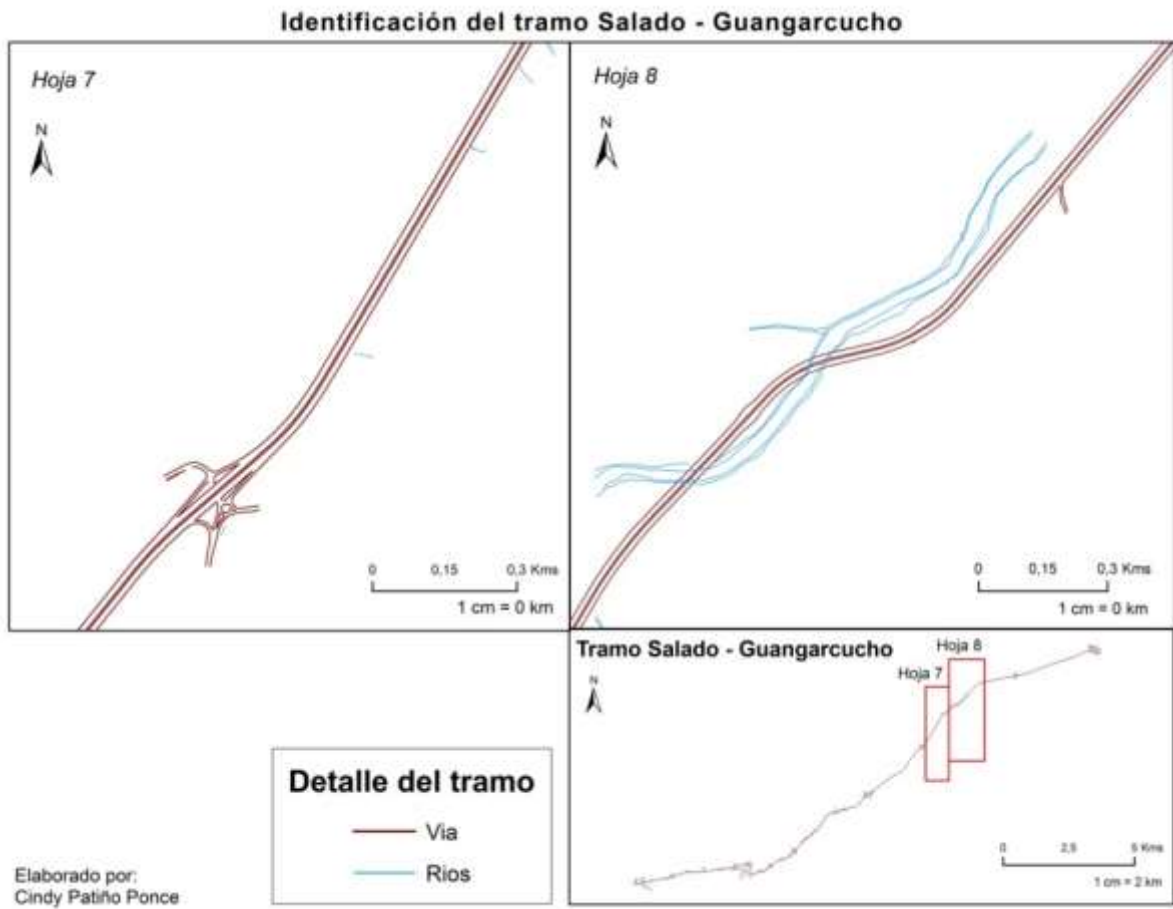 Identificación del tramo Salado - Guangarcucho
Hoja 7
N
0 0,15 0,3 Kms
1 cm = 0 km
Hoja 8
N
0 0,15 0,3 Kms
1 cm = 0 km
Detalle del tramo
Via
Rios
Elaborado por:
Cindy Patiño Ponce
Tramo Salado - Guangarcucho
Hoja 8
Hoja 7
N
0 2,5 5 Kms
1 cm = 2 km